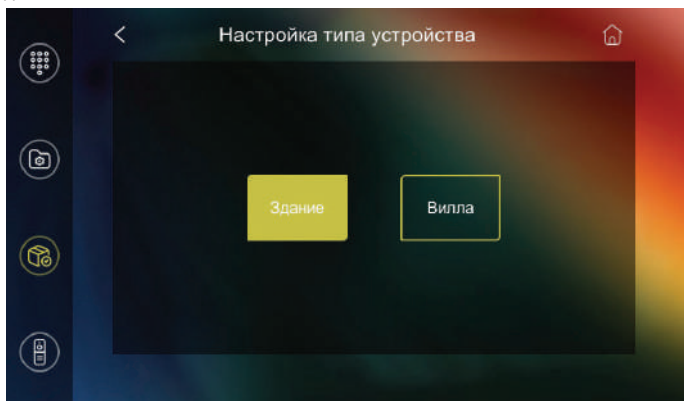 Настройка типа устройства
Здание
Вилла